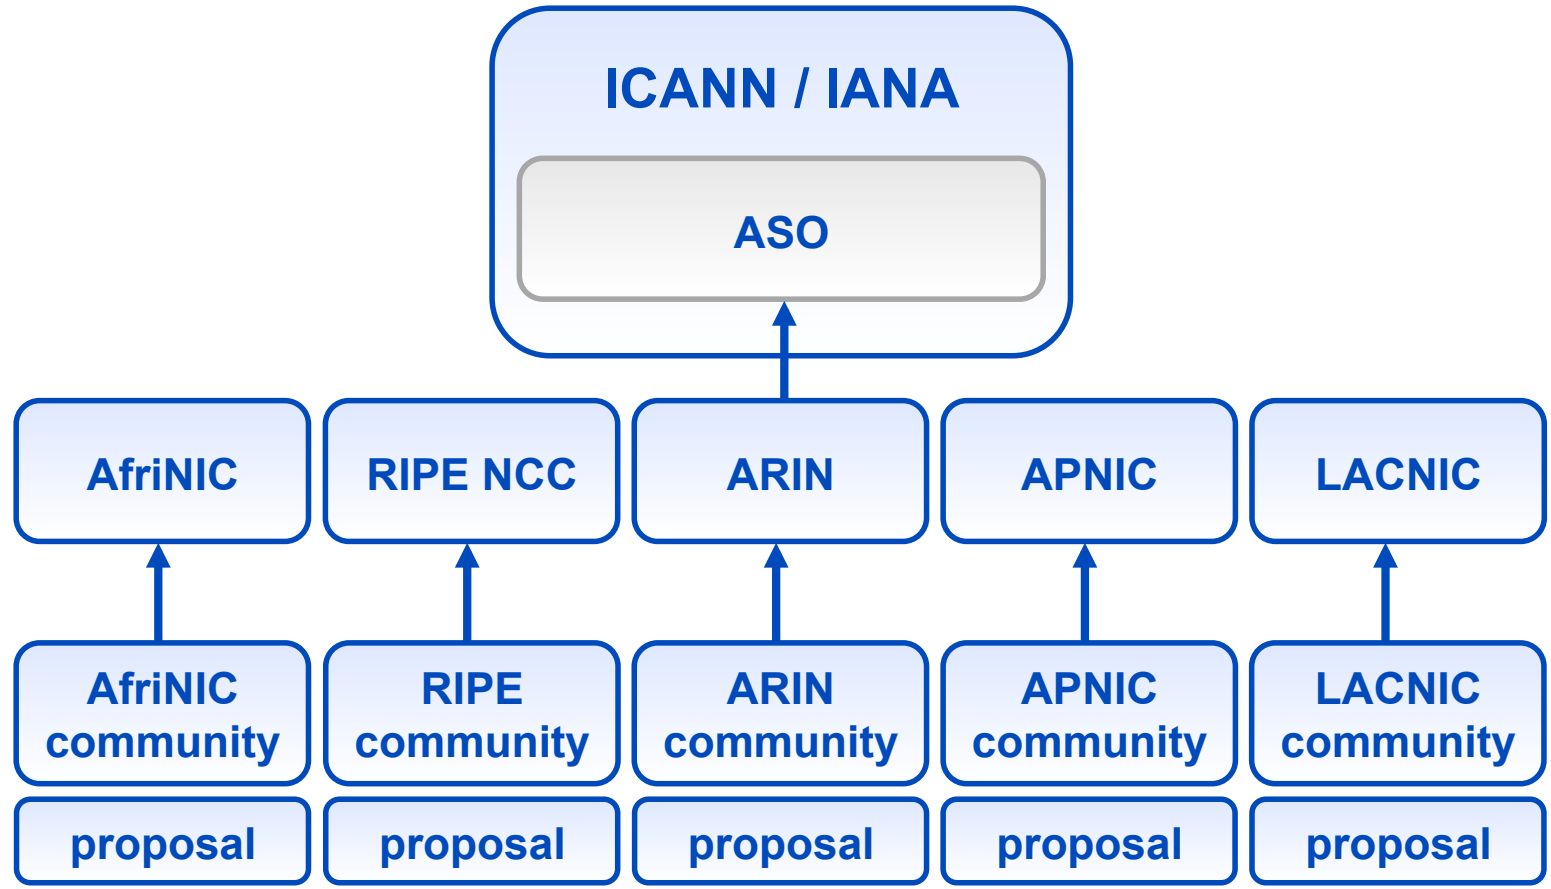 ICANN / IANA
ASO
AfriNIC
RIPE NCC
ARIN
APNIC
LACNIC
AfriNIC
community
RIPE
community
ARIN
community
APNIC
community
LACNIC
community
proposal
proposal
proposal
proposal
proposal